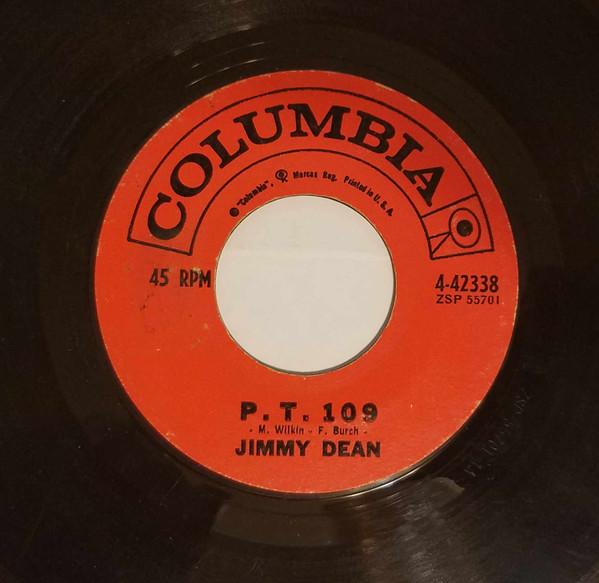 COLUMBIA
® "Columbia", Marcas Reg. Printed in U. S. A.
45 RPM
4-42338
ZSP 55701
P. T. 109
- M. Wilkin - F. Burch -
JIMMY DEAN